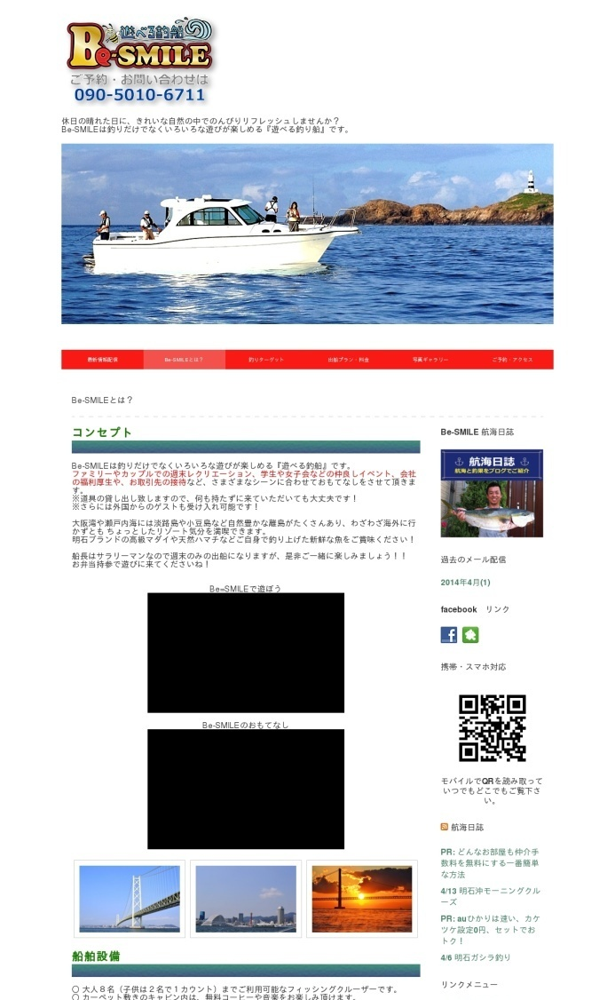 遊べる釣船
Be-SMILE
ご予約・お問い合わせは
090-5010-6711
休日の晴れた日に、きれいな自然の中でのんびりリフレッシュしませんか？
Be-SMILEは釣りだけでなくいろいろな遊びが楽しめる『遊べる釣り船』です。
最新情報配信
Be-SMILEとは？
釣りターゲット
出船プラン・料金
写真ギャラリー
ご予約・アクセス
Be-SMILEとは？
コンセプト
Be-SMILEは釣りだけでなくいろいろな遊びが楽しめる『遊べる釣船』です。
ファミリーやカップルでの週末レクリエーション、学生や女子会などの仲良しイベント、会社
の福利厚生や、お取引先の接待など、さまざまなシーンに合わせておもてなしをさせて頂きま
す。
※道具の貸し出し致しますので、何も持たずに来ていただいても大丈夫です！
※さらには外国からのゲストも受け入れ可能です！
大阪湾や瀬戸内海には淡路島や小豆島など自然豊かな離島がたくさんあり、わざわざ海外に行
かずとも ちょっとしたリゾート気分を満喫できます。
明石ブランドの高級マダイや天然ハマチなどご自身で釣り上げた新鮮な魚をご賞味ください！
船長はサラリーマンなので週末のみの出船になりますが、是非ご一緒に楽しみましょう！！
お弁当持参で遊びに来てくださいね！
Be=SMILEで遊ぼう
Be-SMILEのおもてなし
船舶設備
○ 大人８名（子供は２名で１カウント）までご利用可能なフィッシングクルーザーです。
○ カーペット敷きのキャビン内は、無料コーヒーや音楽をお楽しみ頂けます。
Be-SMILE 航海日誌
航海日誌
航海と釣果をブログでご紹介
過去のメール配信
2014年4月(1)
facebook　リンク
携帯・スマホ対応
モバイルでQRを読み取って
いつでもどこでもご覧下さ
い。
航海日誌
PR: どんなお部屋も仲介手
数料を無料にする一番簡単
な方法
4/13 明石沖モーニングクル
ーズ
PR: auひかりは速い、カケ
ツケ設定0円、セットでお
トク！
4/6 明石ガシラ釣り
リンクメニュー